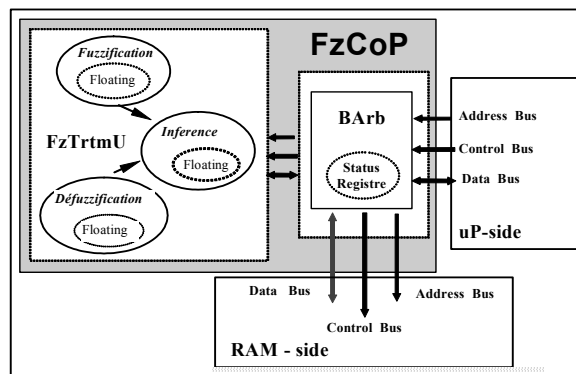 FzCoP
Fuzzification
Floating
FzTrtmU
Inference
Floating
Défuzzification
Floating
BArb
Status
Registre
Address Bus
Control Bus
Data Bus
uP-side
Data Bus
Address Bus
Control Bus
RAM - side